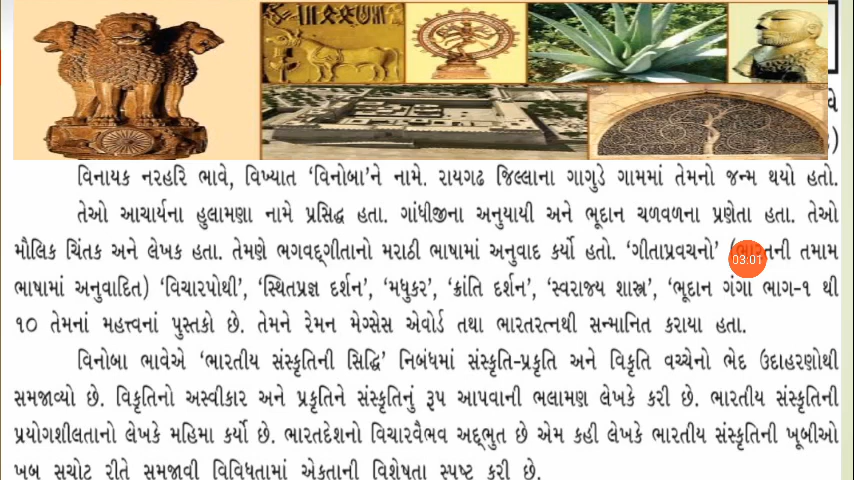 વિનાયક નરહરિ ભાવે, વિખ્યાત ‘વિનોબા’ને નામે. રાયગઢ જિલ્લાના ગાગુડે ગામમાં તેમનો જન્મ થયો હતો.
તેઓ આચાર્યના હુલામણા નામે પ્રસિદ્ધ હતા. ગાંધીજીના અનુયાયી અને ભૂદાન ચળવળના પ્રણેતા હતા. તેઓ
મૌલિક ચિંતક અને લેખક હતા. તેમણે ભગવદ્ગીતાનો મરાઠી ભાષામાં અનુવાદ કર્યો હતો. ‘ગીતાપ્રવચનો’ તમામ
03:01
ભાષામાં અનુવાદિત) ‘વિચારપોથી’, ‘સ્થિતપ્રજ્ઞ દર્શન’, ‘મધુકર’, ‘ક્રાંતિ દર્શન’, ‘સ્વરાજ્ય શાસ્ત્ર’, ‘ભૂદાન ગંગા ભાગ-૧ થી
૧૦ તેમનાં મહત્ત્વનાં પુસ્તકો છે. તેમને રેમન મેગ્સેસ એવોર્ડ તથા ભારતરત્નથી સન્માનિત કરાયા હતા.
વિનોબા ભાવેએ ‘ભારતીય સંસ્કૃતિની સિદ્ધિ’ નિબંધમાં સંસ્કૃતિ-પ્રકૃતિ અને વિકૃતિ વચ્ચેનો ભેદ ઉદાહરણોથી
સમજાવ્યો છે. વિકૃતિનો અસ્વીકાર અને પ્રકૃતિને સંસ્કૃતિનું રૂપ આપવાની ભલામણ લેખકે કરી છે. ભારતીય સંસ્કૃતિની
પ્રયોગશીલતાનો લેખકે મહિમા કર્યો છે. ભારતદેશનો વિચારવૈભવ અદ્ભુત છે એમ કહી લેખકે ભારતીય સંસ્કૃતિની ખૂબીઓ
ખૂબ સચોટ રીતે સમજાવી વિવિધતામાં એકતાની વિશેષતા સ્પષ્ટ કરી છે.